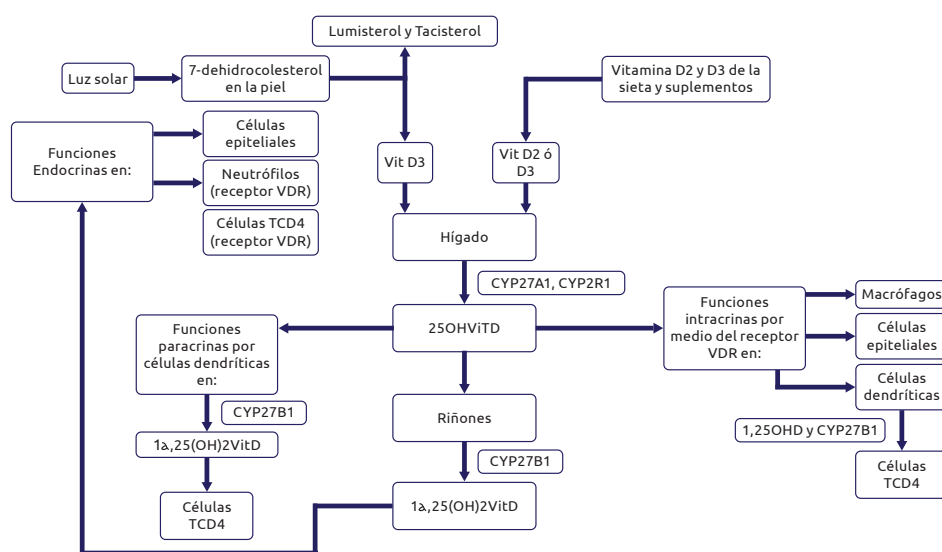 Lumisterol y Tacisterol
Luz solar
7-dehidrocolesterol
en la piel
Vitamina D2 y D3 de la
sieta y suplementos
Funciones
Endocrinas en:
Células
epiteliales
Neutrófilos
(receptor VDR)
Células TCD4
(receptor VDR)
Vit D3
Vit D2 ó
D3
Hígado
CYP27A1, CYP2R1
25OHViTD
Funciones
paracrinas por
células dendríticas
en:
CYP27B1
1ձ,25(OH)2VitD
Células
TCD4
Riñones
CYP27B1
1ձ,25(OH)2VitD
Funciones
intracrinas por
medio del receptor
VDR en:
Macrófagos
Células
epiteliales
Células
dendríticas
1,25OHD y CYP27B1
Células
TCD4